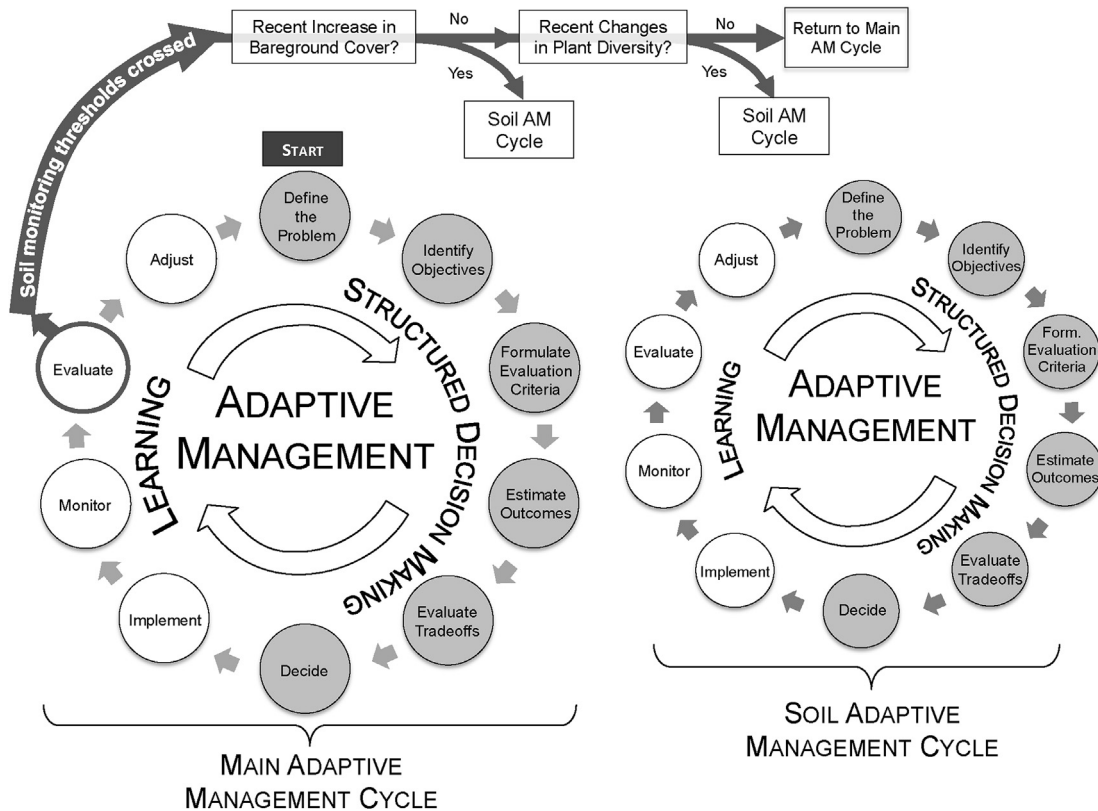 Soil monitoring thresholds crossed
Recent Increase in
Bareground Cover?
No
Yes
Soil AM
Cycle
Recent Changes
in Plant Diversity?
No
Yes
Soil AM
Cycle
Return to Main
AM Cycle
START
Define
the
Problem
Identify
Objectives
Formulate
Evaluation
Criteria
Estimate
Outcomes
Evaluate
Tradeoffs
Decide
Implement
Monitor
Evaluate
Adjust
LEARNING
STRUCTURED DECISION MAKING
ADAPTIVE
MANAGEMENT
MAIN ADAPTIVE
MANAGEMENT CYCLE
Define
the
Problem
Identify
Objectives
Form.
Evaluation
Criteria
Estimate
Outcomes
Evaluate
Tradeoffs
Decide
Implement
Monitor
Evaluate
Adjust
LEARNING
STRUCTURED DECISION MAKING
ADAPTIVE
MANAGEMENT
SOIL ADAPTIVE
MANAGEMENT CYCLE